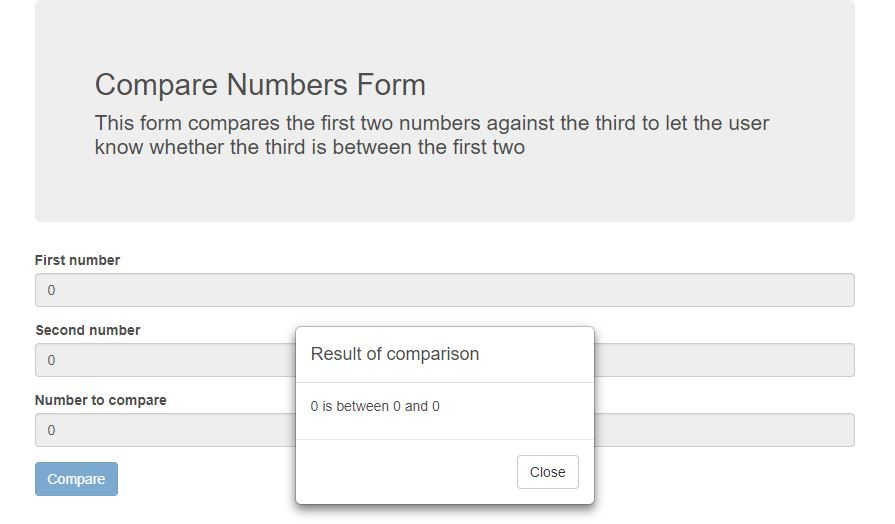 Compare Numbers Form
This form compares the first two numbers against the third to let the user
know whether the third is between the first two
First number
0
Second number
0
Number to compare
0
Compare
Result of comparison
0 is between 0 and 0
Close